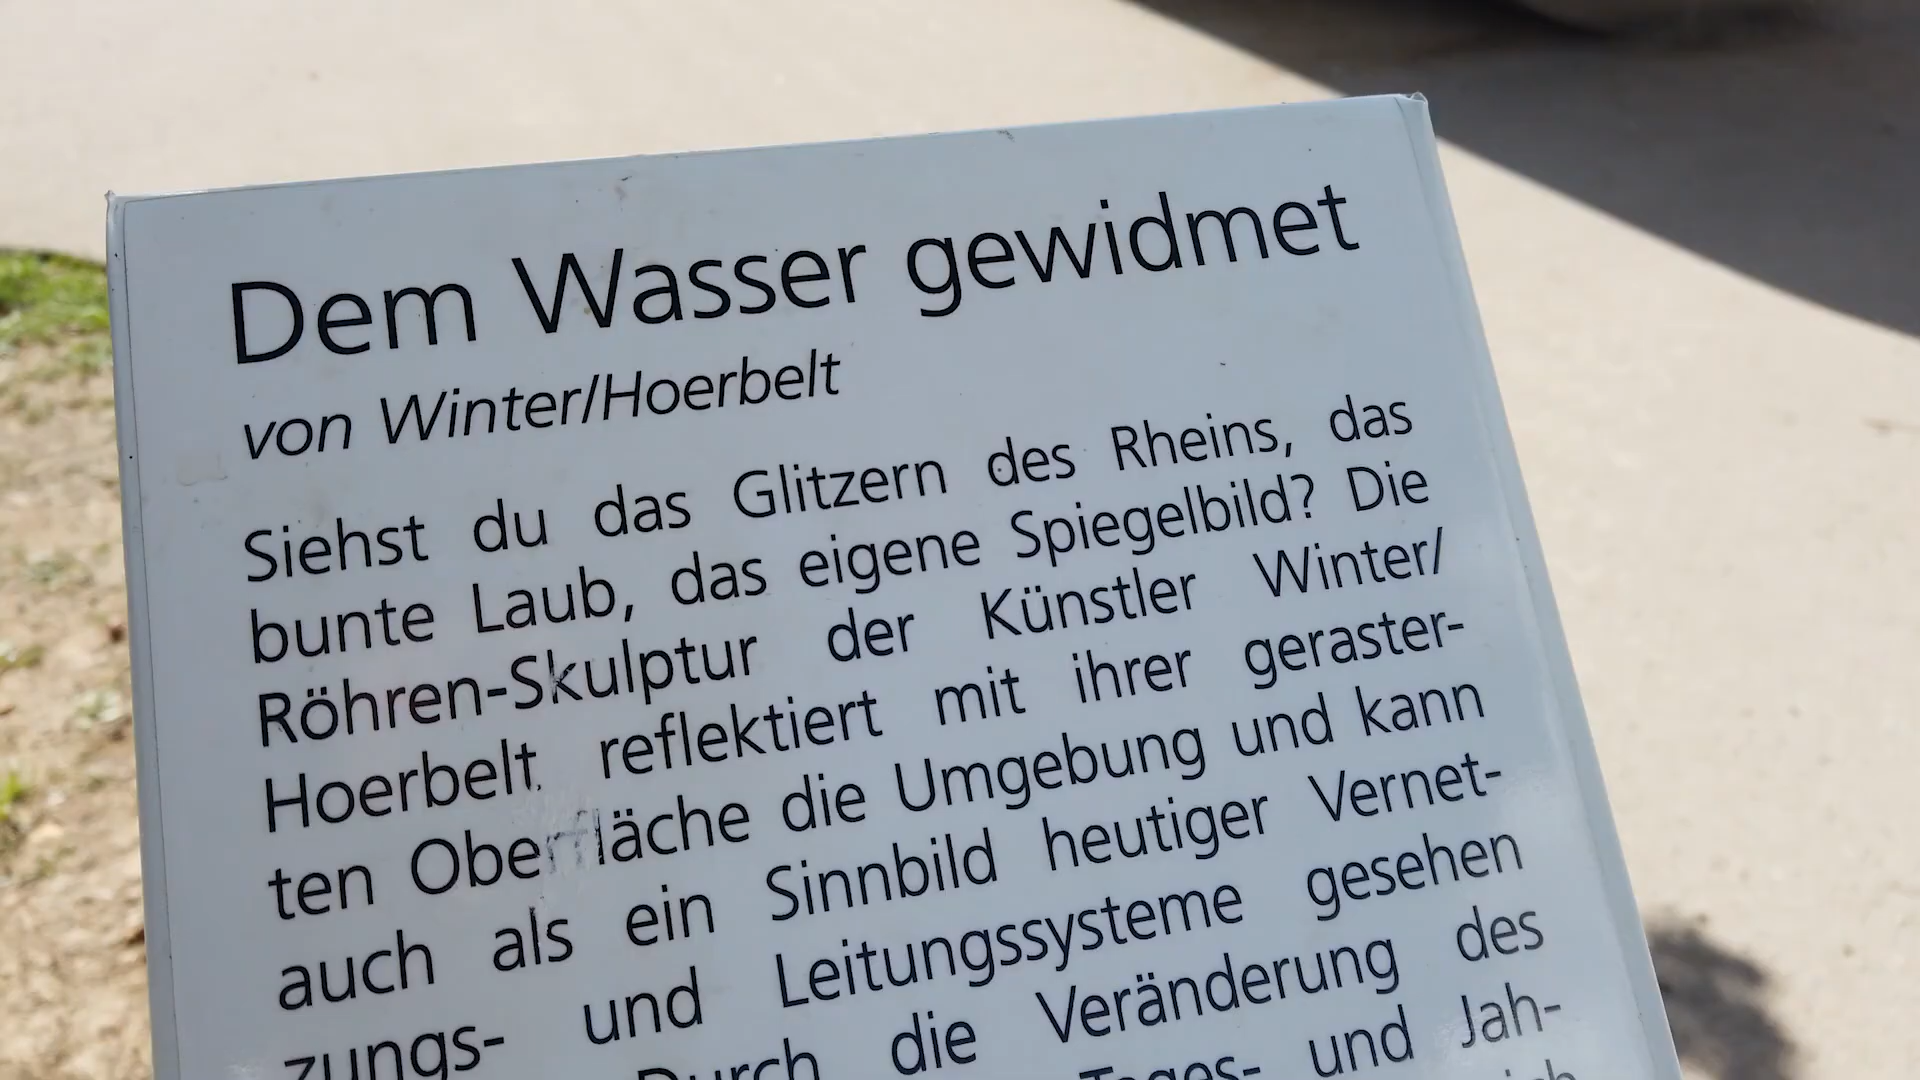 Dem Wasser gewidmet
von Winter/Hoerbelt
Siehst du das Glitzern des Rheins, das
bunte Laub, das eigene Spiegelbild? Die
Röhren-Skulptur der Künstler Winter/
Hoerbelt reflektiert mit ihrer geraster-
ten Oberfläche die Umgebung und kann
auch als ein Sinnbild heutiger Vernet-
zungs- und Leitungssysteme gesehen
Durch die Veränderung des
Tages- und Jah-